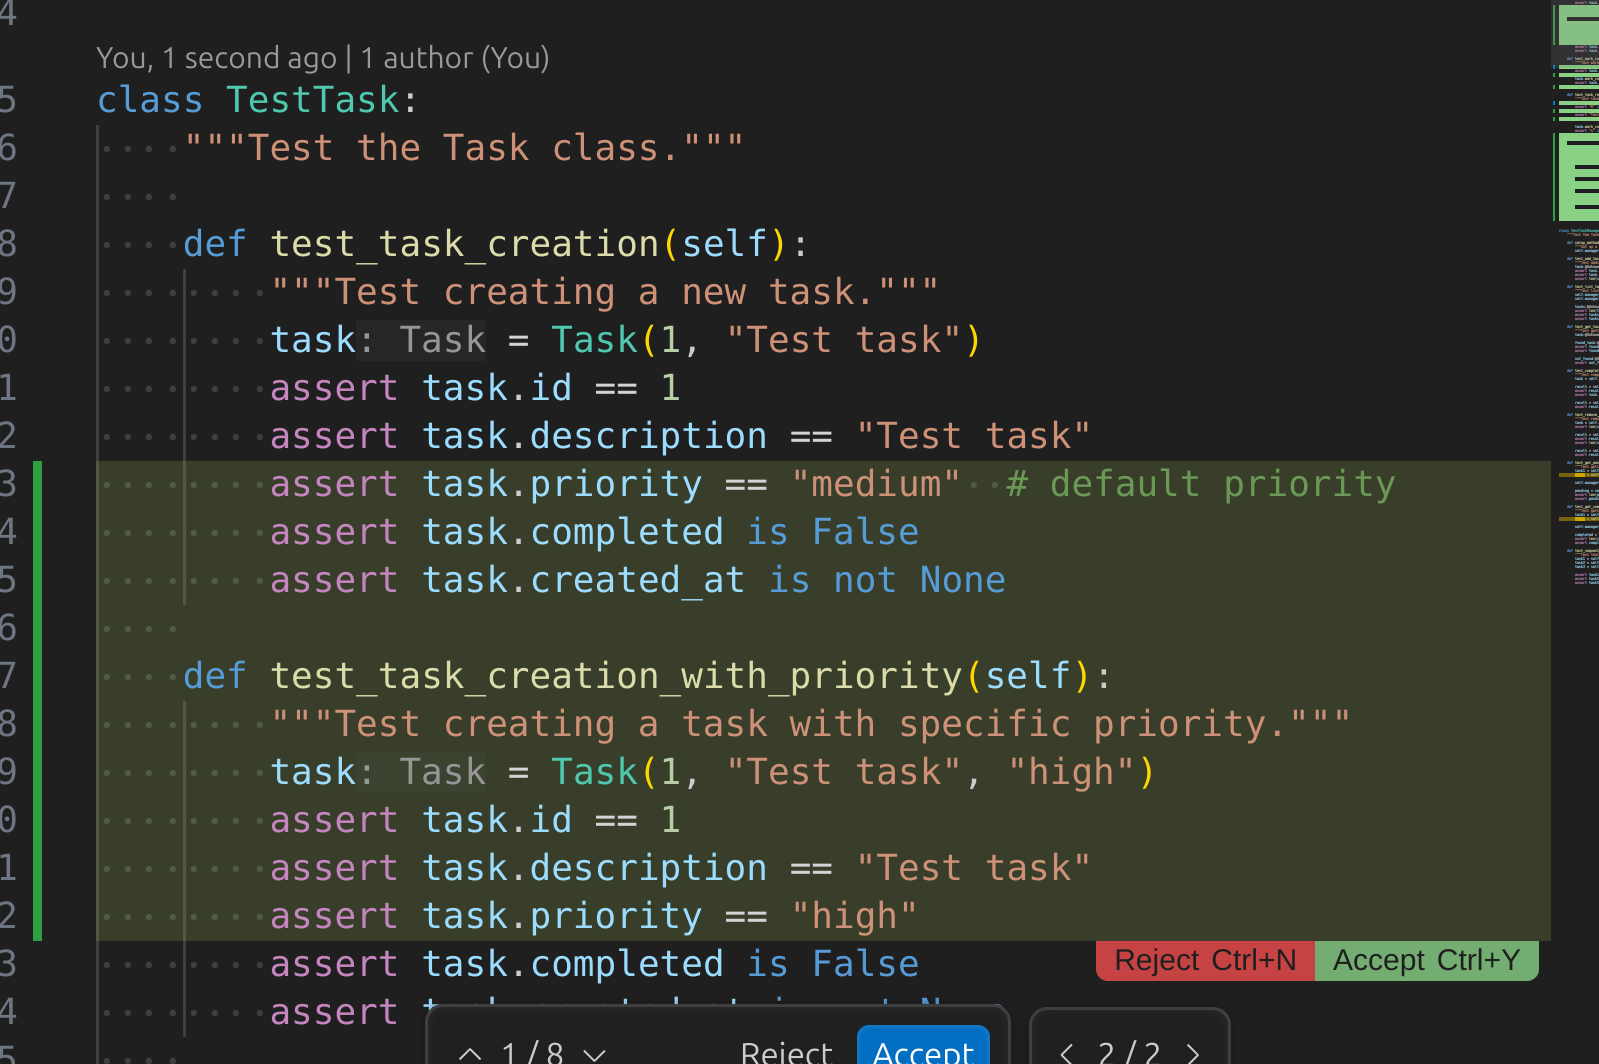 4
You, 1 second ago | 1 author (You)
5 class TestTask:
6     """Test the Task class."""
7
8     def test_task_creation(self):
9         """Test creating a new task."""
0         task: Task = Task(1, "Test task")
1         assert task.id == 1
2         assert task.description == "Test task"
3         assert task.priority == "medium"  # default priority
4         assert task.completed is False
5         assert task.created_at is not None
6
7     def test_task_creation_with_priority(self):
8         """Test creating a task with specific priority."""
9         task: Task = Task(1, "Test task", "high")
0         assert task.id == 1
1         assert task.description == "Test task"
2         assert task.priority == "high"
3         assert task.completed is False
Reject Ctrl+N Accept Ctrl+Y
4         assert
5
1 / 8 Reject Accept 2 / 2